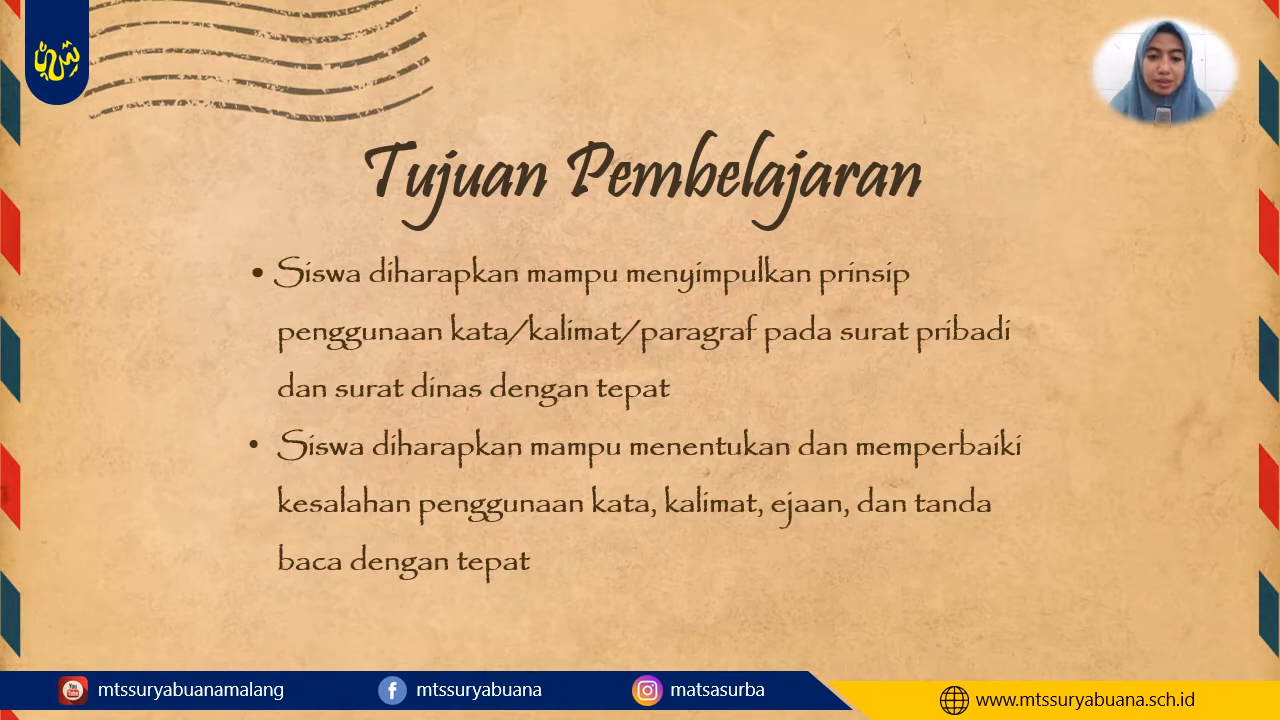 Tujuan Pembelajaran
• Siswa diharapkan mampu menyimpulkan prinsip
penggunaan kata/kalimat/paragraf pada surat pribadi
dan surat dinas dengan tepat
• Siswa diharapkan mampu menentukan dan memperbaiki
kesalahan penggunaan kata, kalimat, ejaan, dan tanda
baca dengan tepat
You Tube mtssuryabuanamalang
f mtssuryabuana
matsasurba
www.mtssuryabuana.sch.id